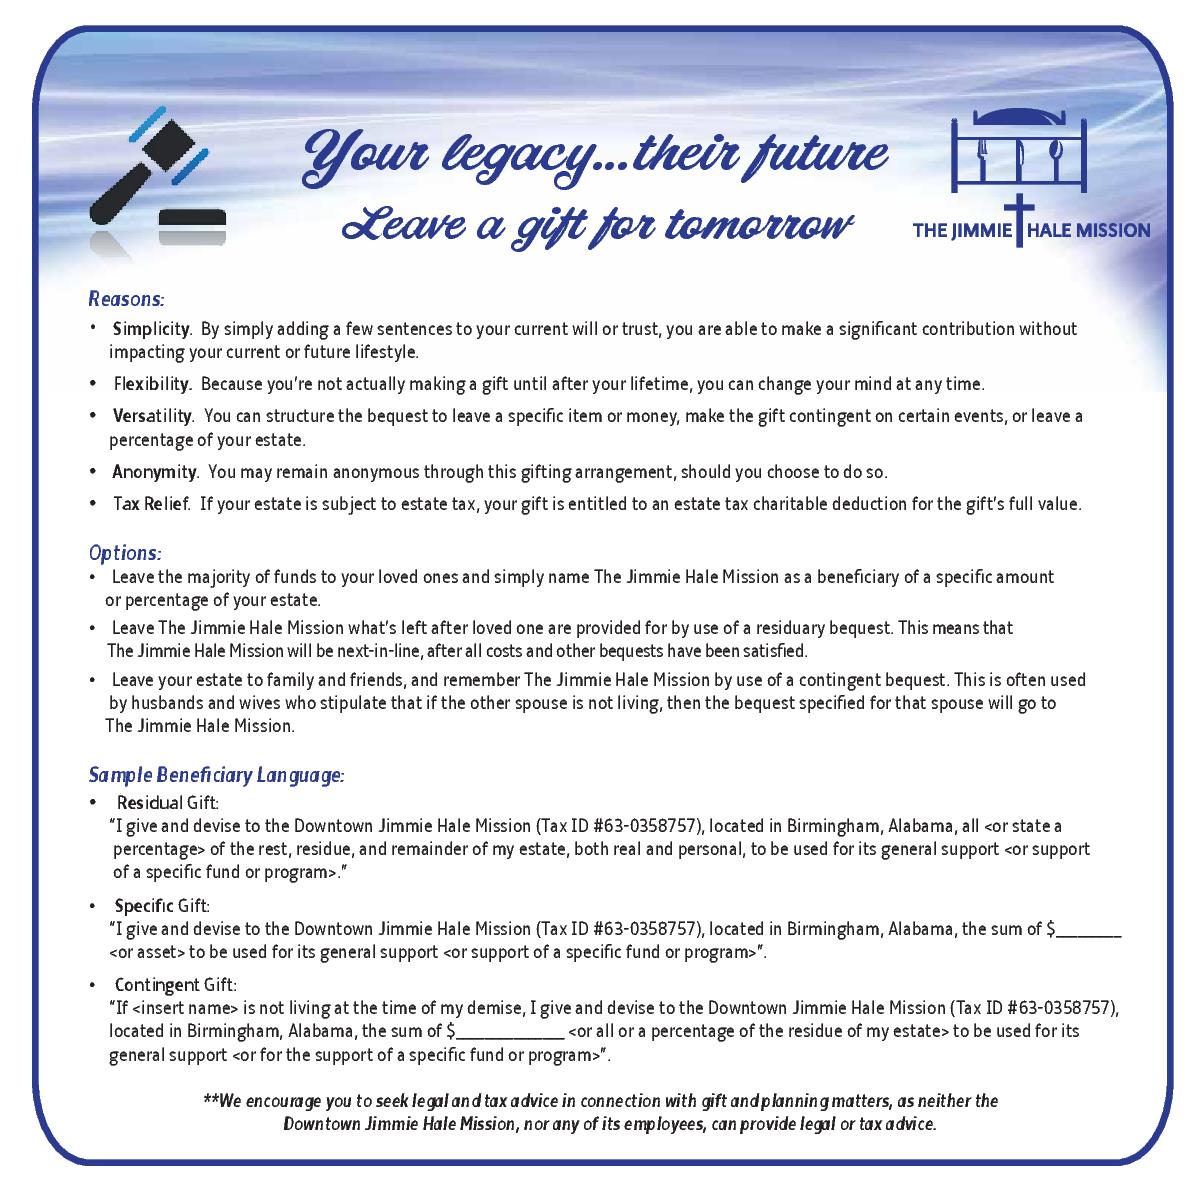 Your legacy...their future
Leave a gift for tomorrow
THE JIMMIE HALE MISSION
Reasons:
• Simplicity. By simply adding a few sentences to your current will or trust, you are able to make a significant contribution without
impacting your current or future lifestyle.
• Flexibility. Because you're not actually making a gift until after your lifetime, you can change your mind at any time.
• Versatility. You can structure the bequest to leave a specific item or money, make the gift contingent on certain events, or leave a
percentage of your estate.
• Anonymity. You may remain anonymous through this gifting arrangement, should you choose to do so.
• Tax Relief. If your estate is subject to estate tax, your gift is entitled to an estate tax charitable deduction for the gift's full value.
Options:
• Leave the majority of funds to your loved ones and simply name The Jimmie Hale Mission as a beneficiary of a specific amount
or percentage of your estate.
• Leave The Jimmie Hale Mission what's left after loved one are provided for by use of a residuary bequest. This means that
The Jimmie Hale Mission will be next-in-line, after all costs and other bequests have been satisfied.
• Leave your estate to family and friends, and remember The Jimmie Hale Mission by use of a contingent bequest. This is often used
by husbands and wives who stipulate that if the other spouse is not living, then the bequest specified for that spouse will go to
The Jimmie Hale Mission.
Sample Beneficiary Language:
• Residual Gift:
"I give and devise to the Downtown Jimmie Hale Mission (Tax ID #63-0358757), located in Birmingham, Alabama, all <or state a
percentage> of the rest, residue, and remainder of my estate, both real and personal, to be used for its general support <or support
of a specific fund or program>."
• Specific Gift:
"I give and devise to the Downtown Jimmie Hale Mission (Tax ID #63-0358757), located in Birmingham, Alabama, the sum of $_______
<or asset> to be used for its general support <or support of a specific fund or program>".
• Contingent Gift:
"If <insert name> is not living at the time of my demise, I give and devise to the Downtown Jimmie Hale Mission (Tax ID #63-0358757),
located in Birmingham, Alabama, the sum of $____________ <or all or a percentage of the residue of my estate> to be used for its
general support <or for the support of a specific fund or program>".
**We encourage you to seek legal and tax advice in connection with gift and planning matters, as neither the
Downtown Jimmie Hale Mission, nor any of its employees, can provide legal or tax advice.